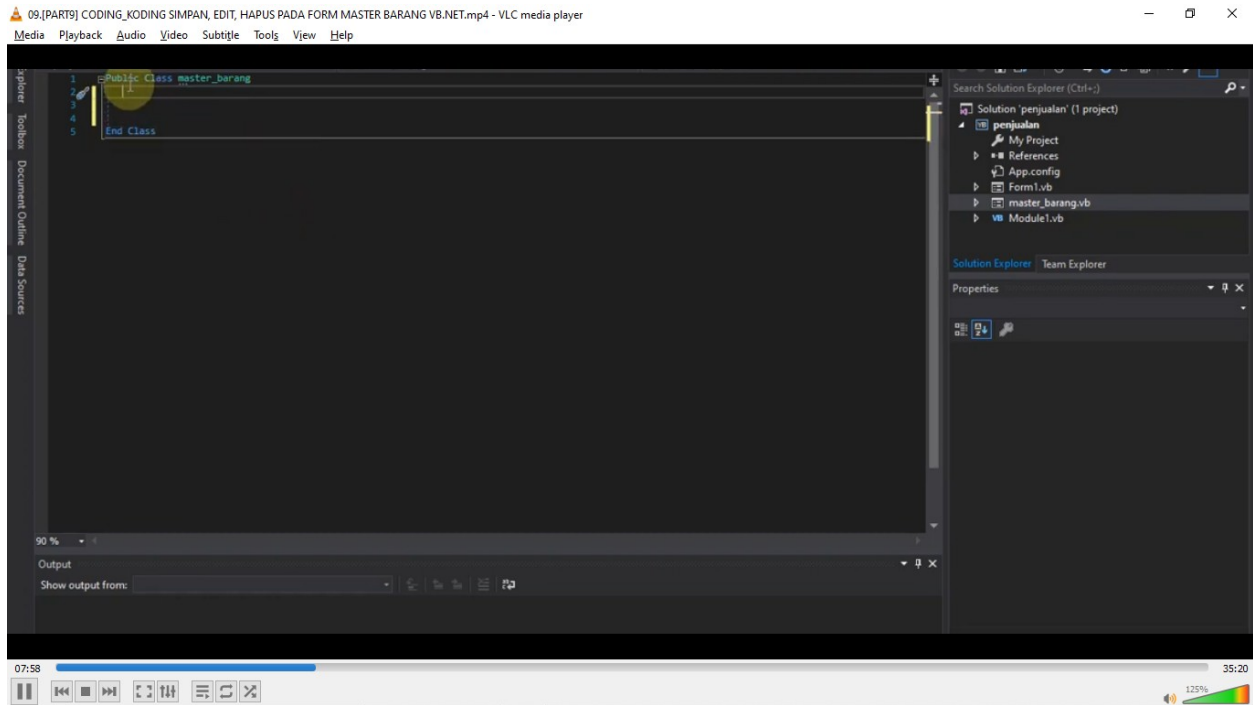 09.[PART9] CODING_KODING SIMPAN, EDIT, HAPUS PADA FORM MASTER BARANG VB.NET.mp4 - VLC media player
Media Playback Audio Video Subtitle Tools View Help
1 Public Class master_barang
2
3
4
5 End Class
Toolbox
Document Outline
Data Sources
Search Solution Explorer (Ctrl+;)
Solution 'penjualan' (1 project)
penjualan
My Project
References
App.config
Form1.vb
master_barang.vb
VB Module1.vb
Solution Explorer Team Explorer
Properties
90 %
Output
Show output from:
07:58
35:20
125%